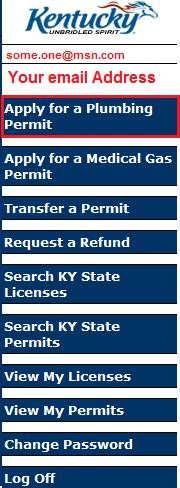 Kentucky
UNBRIDLED SPIRIT
some.one@msn.com
Your email Address
Apply for a Plumbing
Permit
Apply for a Medical Gas
Permit
Transfer a Permit
Request a Refund
Search KY State
Licenses
Search KY State
Permits
View My Licenses
View My Permits
Change Password
Log Off